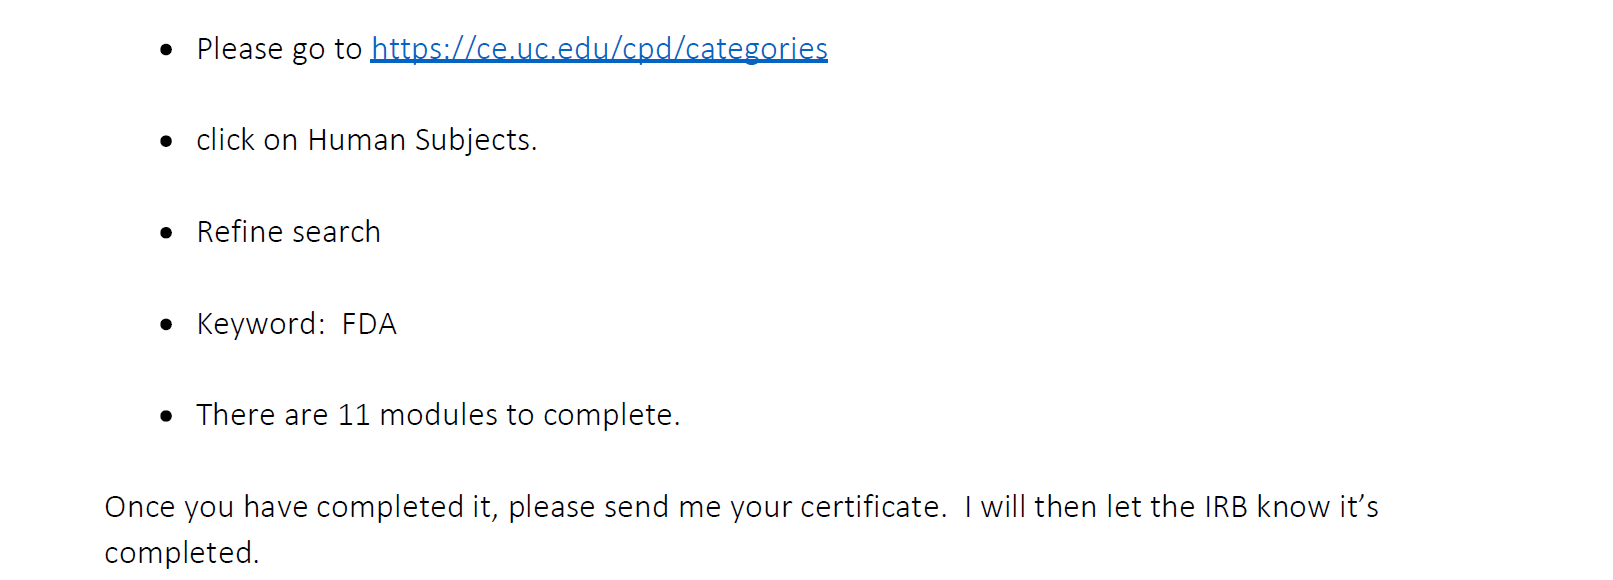 • Please go to https://ce.uc.edu/cpd/categories
• click on Human Subjects.
• Refine search
• Keyword:  FDA
• There are 11 modules to complete.
Once you have completed it, please send me your certificate.  I will then let the IRB know it’s
completed.